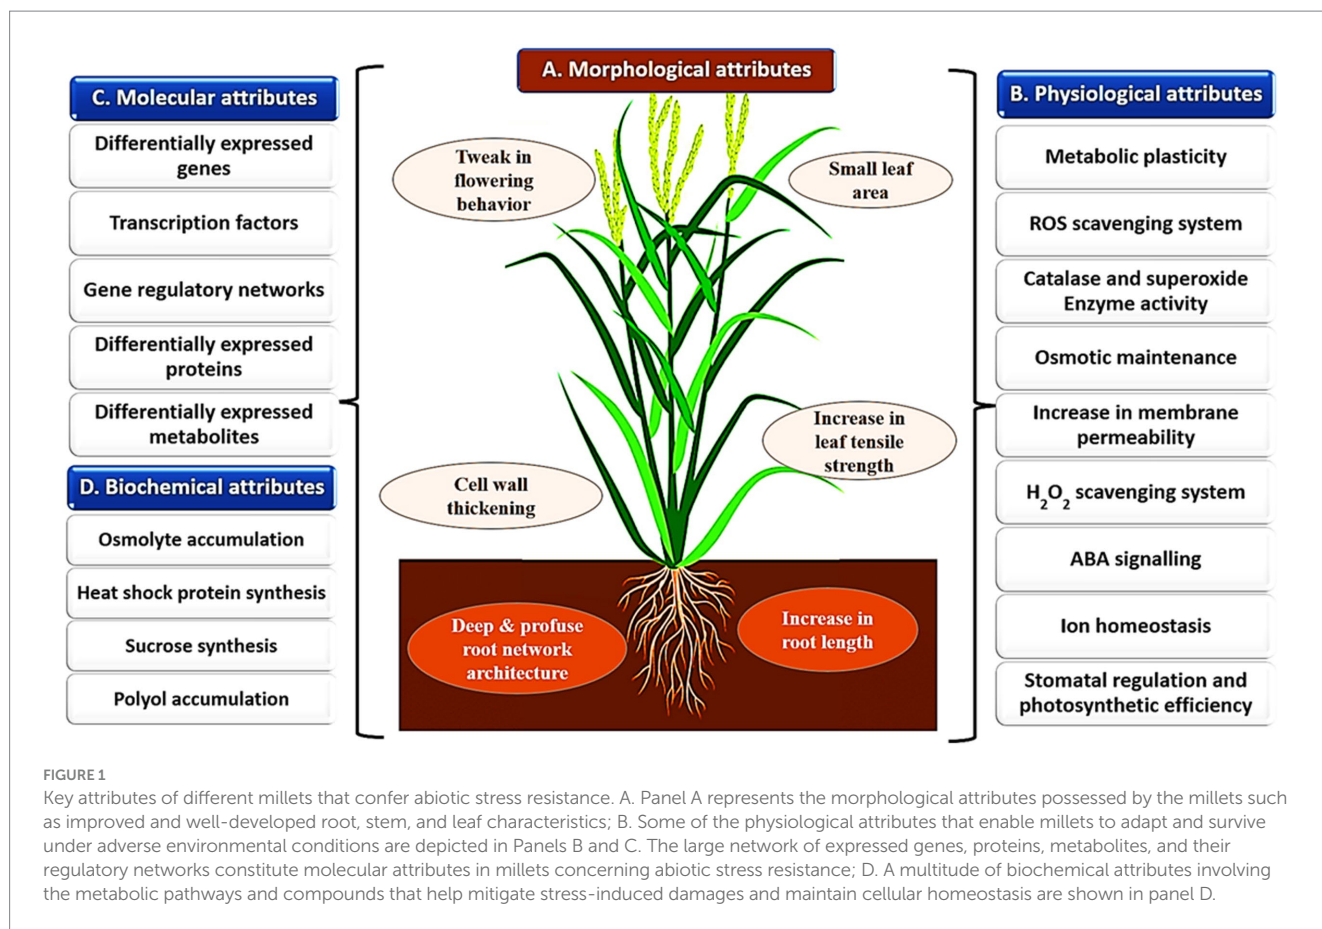 A. Morphological attributes
C. Molecular attributes
Differentially expressed
genes
Transcription factors
Gene regulatory networks
Differentially expressed
proteins
Differentially expressed
metabolites
D. Biochemical attributes
Osmolyte accumulation
Heat shock protein synthesis
Sucrose synthesis
Polyol accumulation
Tweak in
flowering
behavior
Small leaf
area
Increase in
leaf tensile
strength
Cell wall
thickening
Deep & profuse
root network
architecture
Increase in
root length
B. Physiological attributes
Metabolic plasticity
ROS scavenging system
Catalase and superoxide
Enzyme activity
Osmotic maintenance
Increase in membrane
permeability
H₂O₂ scavenging system
ABA signalling
Ion homeostasis
Stomatal regulation and
photosynthetic efficiency
FIGURE 1
Key attributes of different millets that confer abiotic stress resistance. A. Panel A represents the morphological attributes possessed by the millets such
as improved and well-developed root, stem, and leaf characteristics; B. Some of the physiological attributes that enable millets to adapt and survive
under adverse environmental conditions are depicted in Panels B and C. The large network of expressed genes, proteins, metabolites, and their
regulatory networks constitute molecular attributes in millets concerning abiotic stress resistance; D. A multitude of biochemical attributes involving
the metabolic pathways and compounds that help mitigate stress-induced damages and maintain cellular homeostasis are shown in panel D.